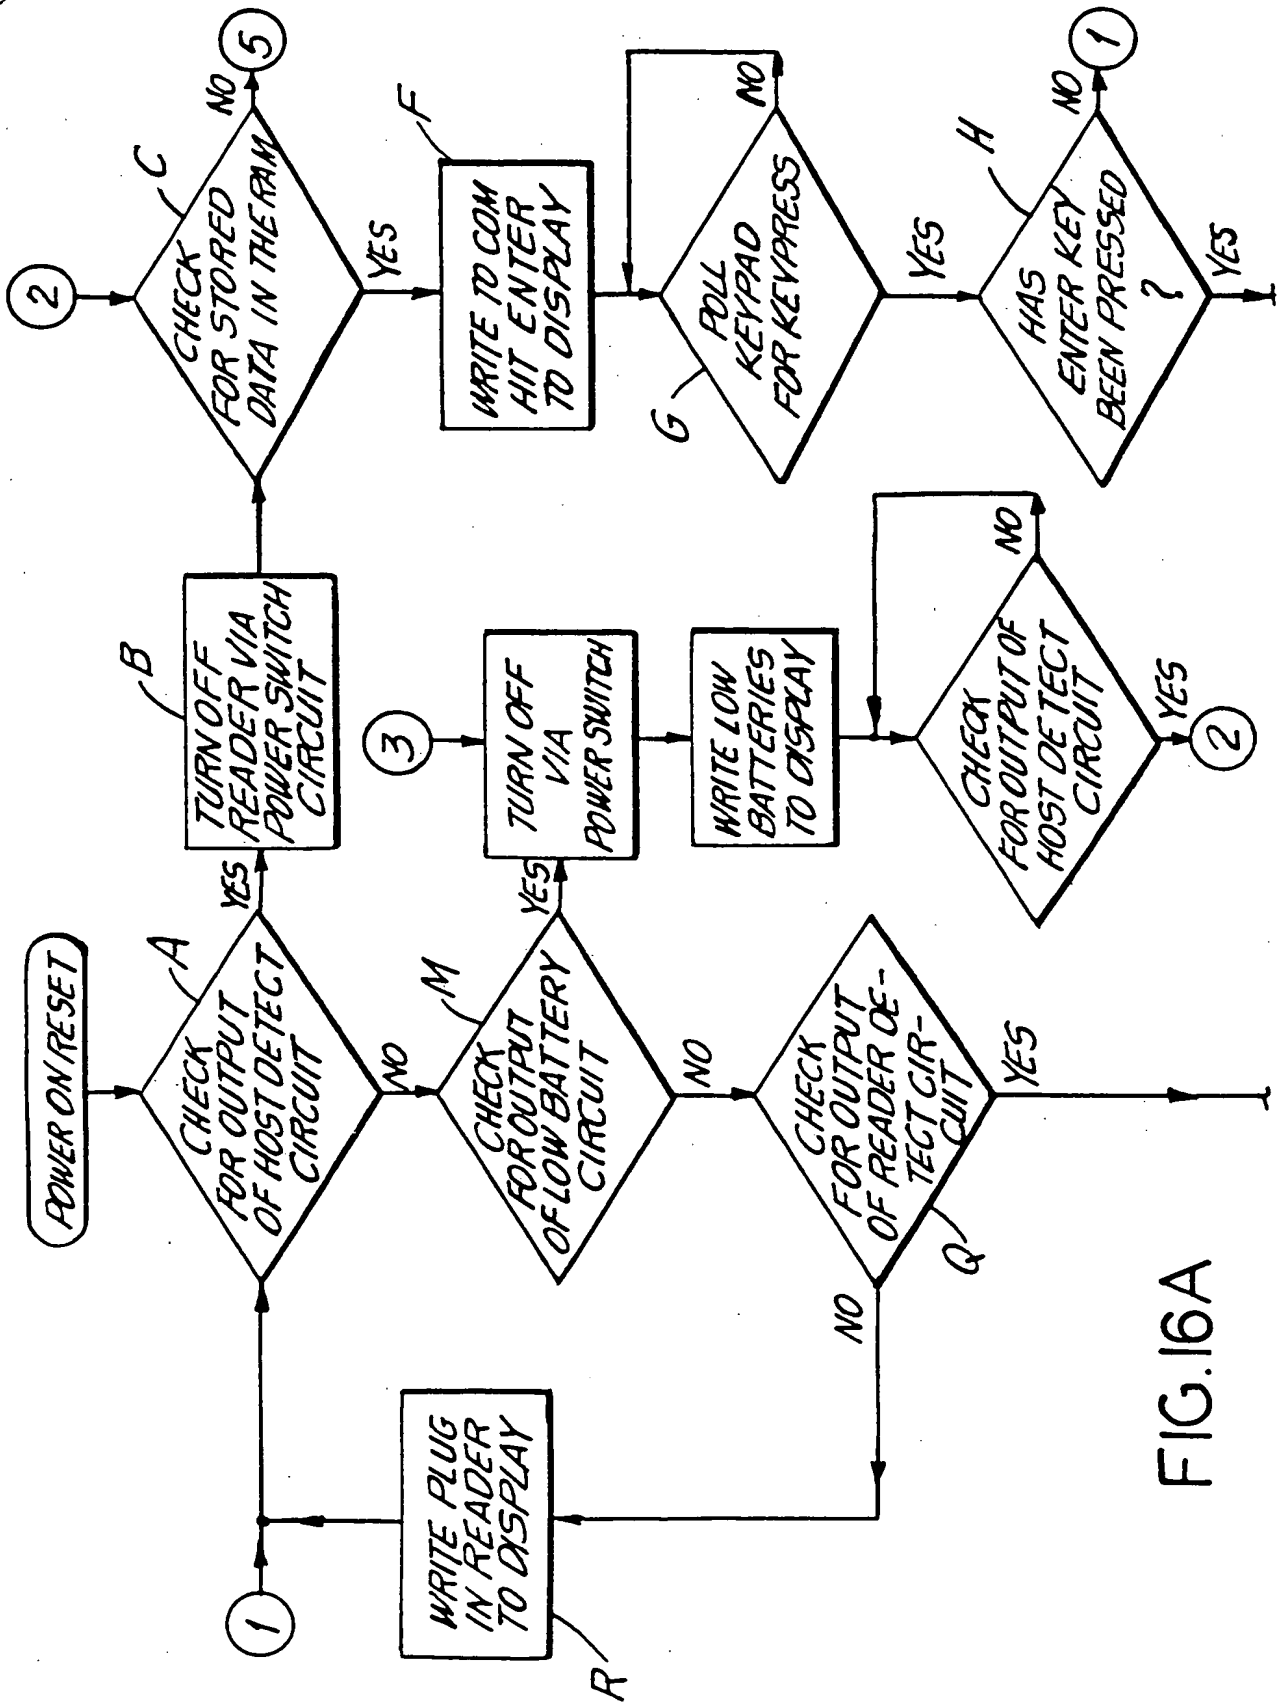 POWER ON RESET
A
CHECK
FOR OUTPUT
OF HOST DETECT
CIRCUIT
YES
NO
B
TURN OFF
READER VIA
POWER SWITCH
CIRCUIT
2
C
CHECK
FOR STORED
DATA IN THE RAM
NO
5
YES
1
M
CHECK
FOR OUTPUT
OF LOW BATTERY
CIRCUIT
YES
NO
3
TURN OFF
VIA
POWER SWITCH
F
WRITE TO COM
HIT ENTER
TO DISPLAY
WRITE PLUG
IN READER
TO DISPLAY
R
WRITE LOW
BATTERIES
TO DISPLAY
G
POLL
KEYPAD
FOR KEYPRESS
NO
YES
NO
CHECK
FOR OUTPUT
OF READER DE-
TECT CIR-
CUIT
Q
YES
CHECK
FOR OUTPUT OF
HOST DETECT
CIRCUIT
NO
YES
2
H
HAS
ENTER KEY
BEEN PRESSED
?
NO
1
YES
FIG.16A